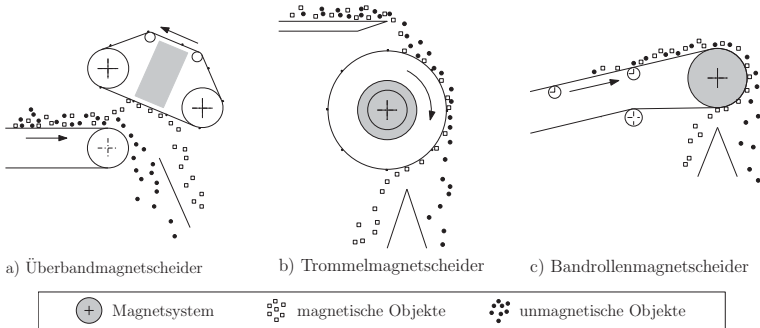 a) Überbandmagnetscheider
b) Trommelmagnetscheider
c) Bandrollenmagnetscheider
Magnetsystem
magnetische Objekte
unmagnetische Objekte